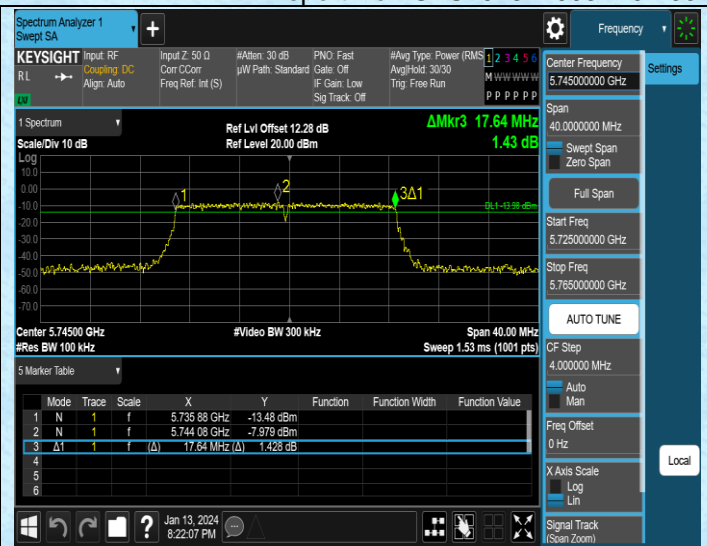 Spectrum Analyzer 1
Swept SA
+
Frequency
KEYSIGHT
RL
LXI
Input: RF
Coupling: DC
Align: Auto
Input Z: 50 Ω
Corr CCorr
Freq Ref: Int (S)
#Atten: 30 dB
µW Path: Standard
PNO: Fast
Gate: Off
IF Gain: Low
Sig Track: Off
#Avg Type: Power (RMS
Avg|Hold: 30/30
Trig: Free Run
1 2 3 4 5 6
M W W W W W
P P P P P P
1 Spectrum
Scale/Div 10 dB
Ref Lvl Offset 12.28 dB
Ref Level 20.00 dBm
ΔMkr3 17.64 MHz
1.43 dB
Log
10.0
0.00
-10.0
-20.0
-30.0
-40.0
-50.0
-60.0
-70.0
1
2
3Δ1
DL1 -13.98 dBm
Center 5.74500 GHz
#Res BW 100 kHz
#Video BW 300 kHz
Span 40.00 MHz
Sweep 1.53 ms (1001 pts)
5 Marker Table
Mode Trace Scale X Y Function Function Width Function Value
1 N 1 f 5.735 88 GHz -13.48 dBm
2 N 1 f 5.744 08 GHz -7.979 dBm
3 Δ1 1 f (Δ) 17.64 MHz (Δ) 1.428 dB
4
5
6
?
Jan 13, 2024
8:22:07 PM
Center Frequency
5.745000000 GHz
Span
40.0000000 MHz
Swept Span
Zero Span
Full Span
Start Freq
5.725000000 GHz
Stop Freq
5.765000000 GHz
AUTO TUNE
CF Step
4.000000 MHz
Auto
Man
Freq Offset
0 Hz
X Axis Scale
Log
Lin
Signal Track
(Span Zoom)
Settings
Local